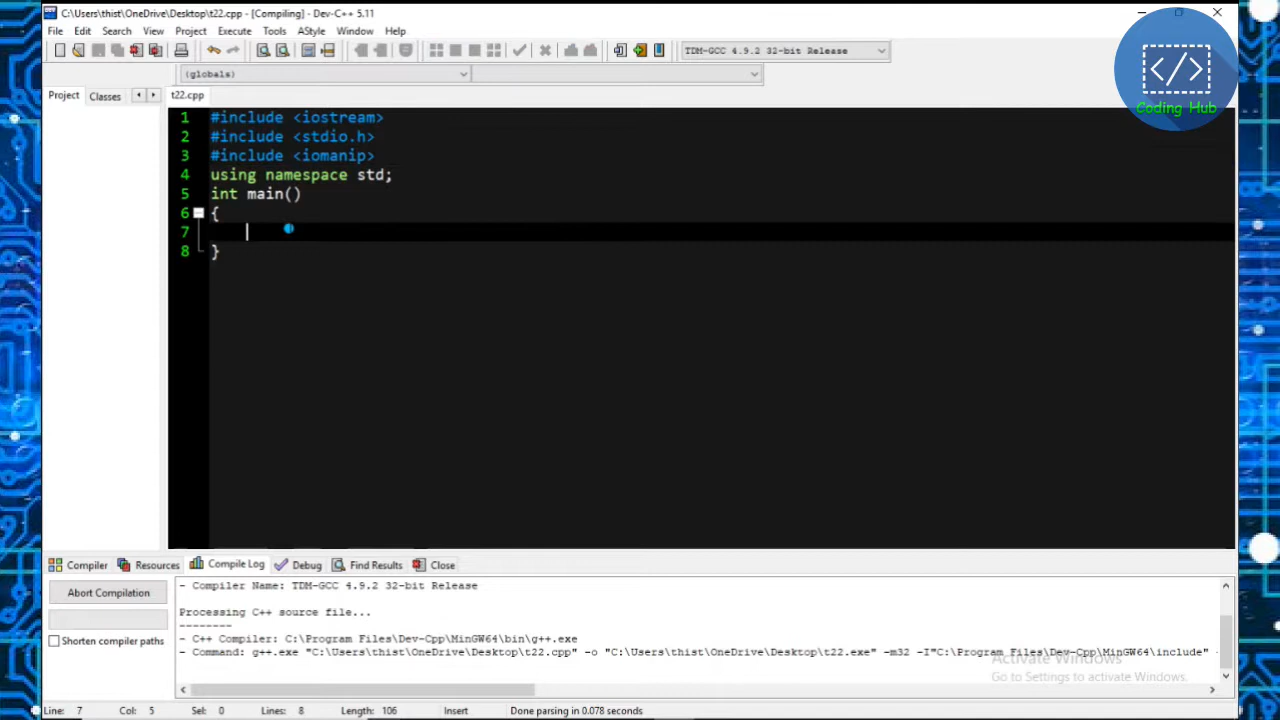 C:\Users\thist\OneDrive\Desktop\t22.cpp - [Compiling] - Dev-C++ 5.11
File Edit Search View Project Execute Tools AStyle Window Help
TDM-GCC 4.9.2 32-bit Release
(globals)
Project Classes t22.cpp
</>
Coding Hub
1 #include <iostream>
2 #include <stdio.h>
3 #include <iomanip>
4 using namespace std;
5 int main()
6 {
7
8 }
Compiler Resources Compile Log Debug Find Results Close
Abort Compilation
Shorten compiler paths
- Compiler Name: TDM-GCC 4.9.2 32-bit Release
Processing C++ source file...
--------
- C++ Compiler: C:\Program Files\Dev-Cpp\MinGW64\bin\g++.exe
- Command: g++.exe "C:\Users\thist\OneDrive\Desktop\t22.cpp" -o "C:\Users\thist\OneDrive\Desktop\t22.exe" -m32 -I"C:\Program Files\Dev-Cpp\MinGW64\include" -
Activate Windows
Go to Settings to activate Windows.
Line: 7 Col: 5 Sel: 0 Lines: 8 Length: 106 Insert Done parsing in 0.078 seconds